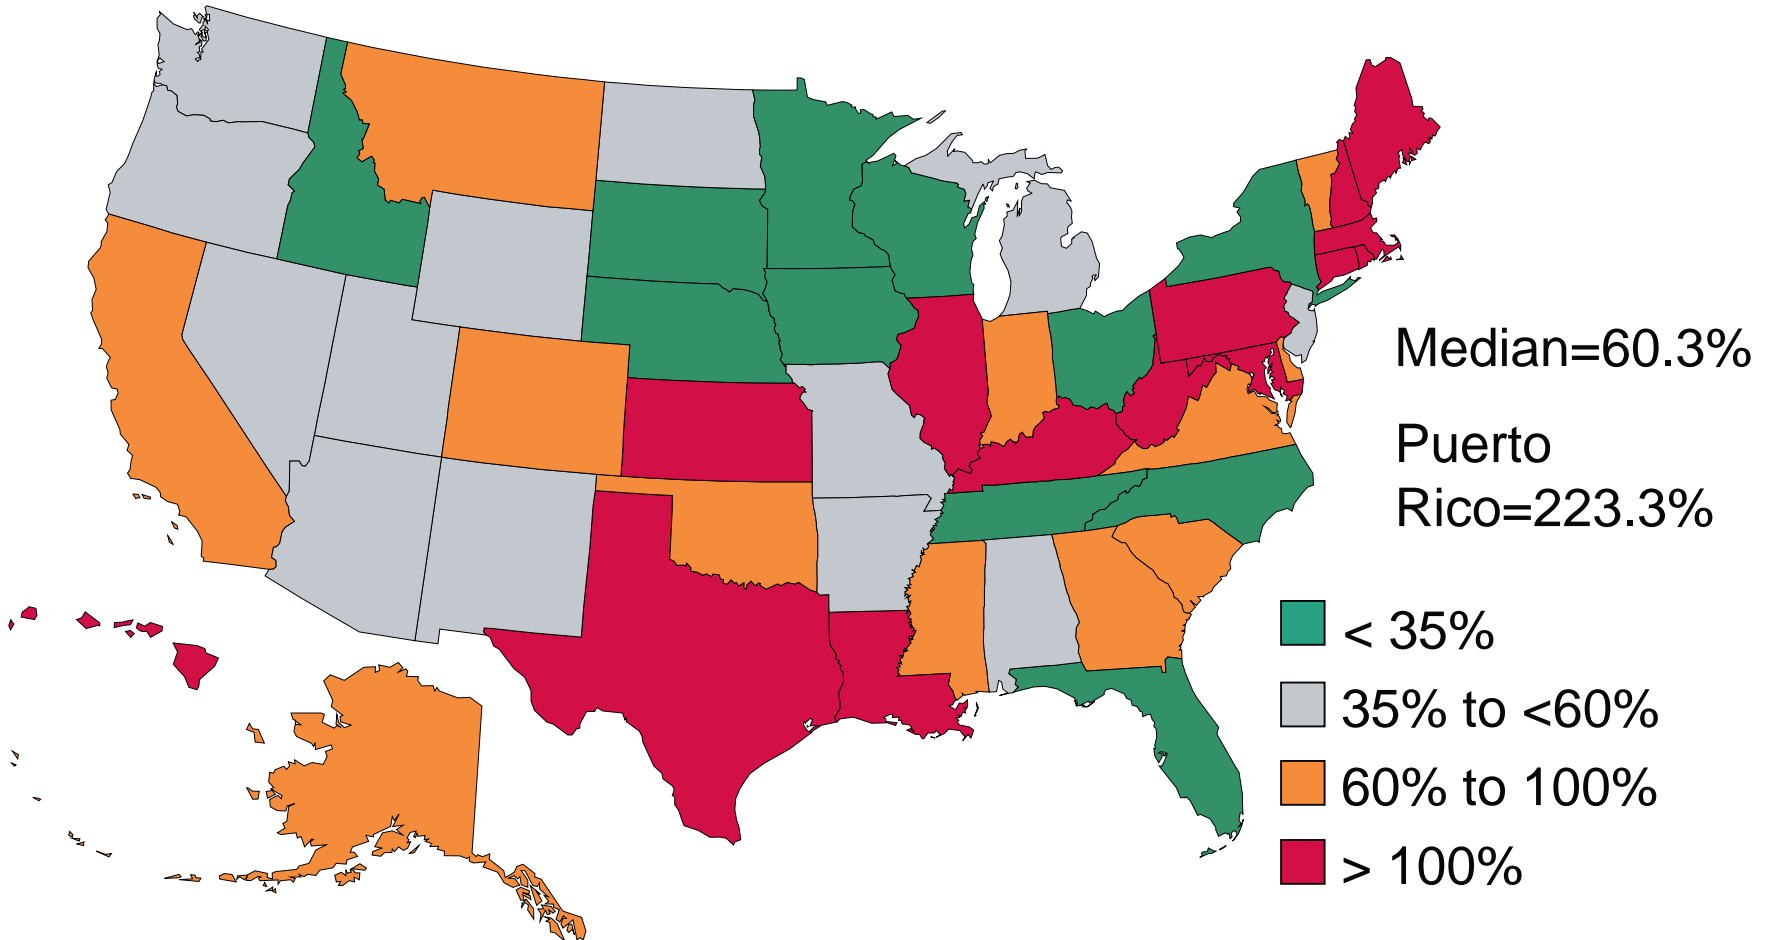 Median=60.3%
Puerto
Rico=223.3%
< 35%
35% to <60%
60% to 100%
> 100%